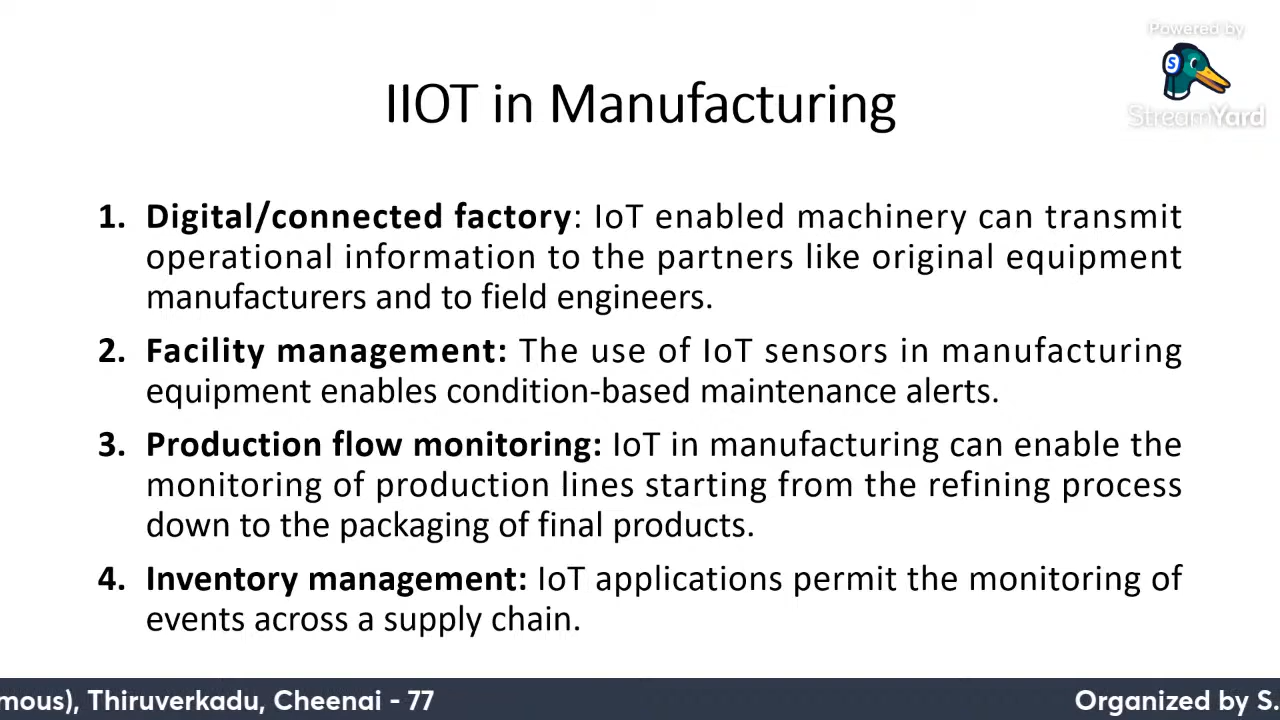 Powered by
StreamYard
IIOT in Manufacturing
1. Digital/connected factory: IoT enabled machinery can transmit
operational information to the partners like original equipment
manufacturers and to field engineers.
2. Facility management: The use of IoT sensors in manufacturing
equipment enables condition-based maintenance alerts.
3. Production flow monitoring: IoT in manufacturing can enable the
monitoring of production lines starting from the refining process
down to the packaging of final products.
4. Inventory management: IoT applications permit the monitoring of
events across a supply chain.
mous), Thiruverkadu, Cheenai - 77 Organized by S.